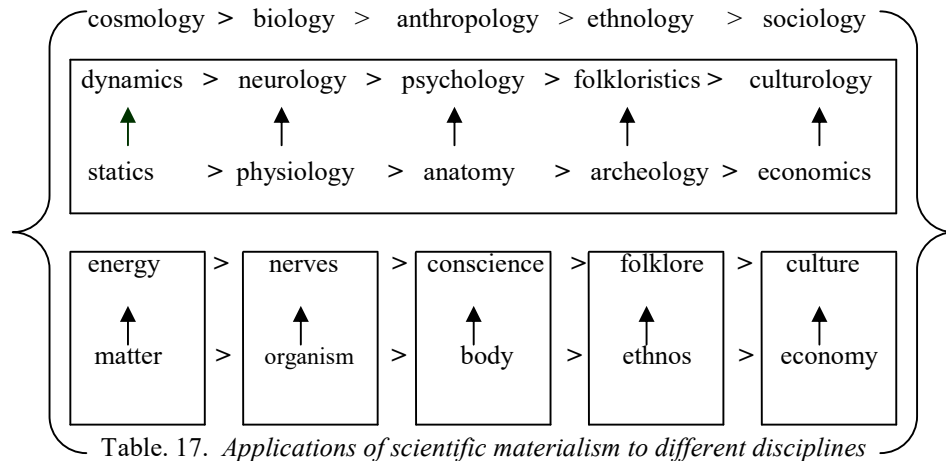 cosmology > biology > anthropology > ethnology > sociology
dynamics > neurology > psychology > folkloristics > culturology
statics > physiology > anatomy > archeology > economics
energy > nerves > conscience > folklore > culture
matter > organism > body > ethnos > economy
Table. 17. Applications of scientific materialism to different disciplines